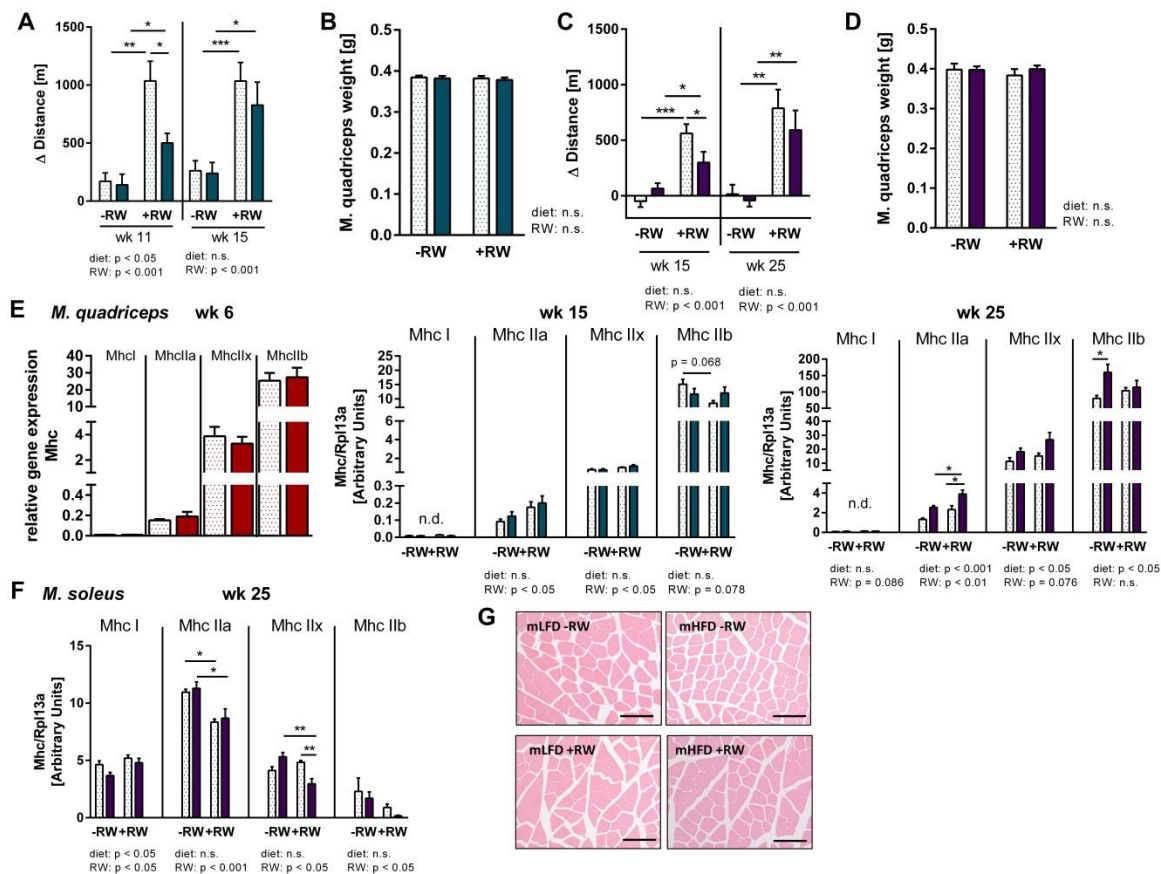 A
Δ Distance [m]
1500
1000
500
0
* *
** * ***
-RW +RW -RW +RW
wk 11 wk 15
diet: p < 0.05 diet: n.s.
RW: p < 0.001 RW: p < 0.001
B
M. quadriceps weight [g]
0.5
0.4
0.3
0.2
0.1
0.0
-RW +RW
diet: n.s.
RW: n.s.
C
Δ Distance [m]
1500
1000
500
0
* **
*** * **
-RW +RW -RW +RW
wk 15 wk 25
diet: n.s. diet: n.s.
RW: p < 0.001 RW: p < 0.001
D
M. quadriceps weight [g]
0.5
0.4
0.3
0.2
0.1
0.0
-RW +RW
diet: n.s.
RW: n.s.
E M. quadriceps wk 6
relative gene expression
Mhc
MhcI MhcIIa MhcIIx MhcIIb
40
30
20
10
6
4
2
0.4
0.2
0.0
wk 15
Mhc/Rpl13a
[Arbitrary Units]
Mhc I Mhc IIa Mhc IIx Mhc IIb
20
15
10
5
3
2
1
0.3
0.2
0.1
0.0
p = 0.068
n.d.
-RW+RW -RW+RW -RW+RW -RW+RW
diet: n.s. diet: n.s. diet: n.s.
RW: p < 0.05 RW: p < 0.05 RW: p = 0.078
wk 25
Mhc/Rpl13a
[Arbitrary Units]
Mhc I Mhc IIa Mhc IIx Mhc IIb
200
150
100
50
40
30
20
10
6
4
2
0
*
*
*
n.d.
-RW+RW -RW+RW -RW+RW -RW+RW
diet: n.s. diet: p < 0.001 diet: p < 0.05 diet: p < 0.05
RW: p = 0.086 RW: p < 0.01 RW: p = 0.076 RW: n.s.
F M. soleus wk 25
Mhc/Rpl13a
[Arbitrary Units]
Mhc I Mhc IIa Mhc IIx Mhc IIb
15
10
5
0
*
*
**
**
-RW+RW -RW+RW -RW+RW -RW+RW
diet: p < 0.05 diet: n.s. diet: n.s. diet: n.s.
RW: p < 0.05 RW: p < 0.001 RW: p < 0.05 RW: p < 0.05
G
mLFD -RW mHFD -RW
mLFD +RW mHFD +RW